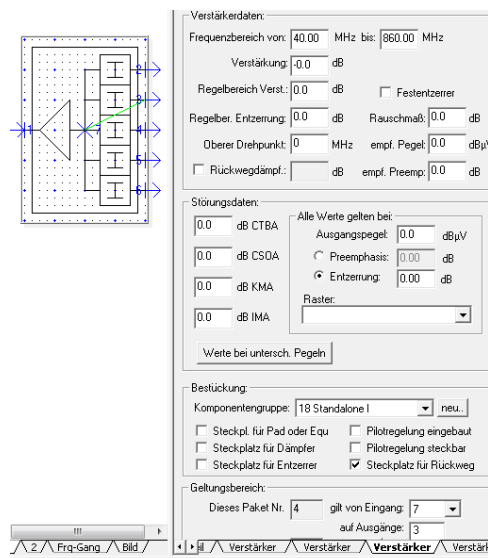 Verstärkerdaten:
Frequenzbereich von: 40.00 MHz bis: 860.00 MHz
Verstärkung: -0.0 dB
Regelbereich Verst.: 0.0 dB Festentzerrer
Regelber. Entzerrung: 0.0 dB Rauschmaß: 0.0 dB
Oberer Drehpunkt: 0 MHz empf. Pegel: 0.0 dBµV
Rückwegdämpf.: dB empf. Preemp: 0.0 dB
Störungsdaten:
Alle Werte gelten bei:
0.0 dB CTBA
Ausgangspegel: 0.0 dBµV
0.0 dB CSOA
Preemphasis: 0.00 dB
Entzerrung: 0.00 dB
0.0 dB KMA
Raster:
0.0 dB IMA
Werte bei untersch. Pegeln
Bestückung:
Komponentengruppe: 18 Standalone I neu..
Steckpl. für Pad oder Equ Pilotregelung eingebaut
Steckplatz für Dämpfer Pilotregelung steckbar
Steckplatz für Entzerrer Steckplatz für Rückweg
Geltungsbereich:
Dieses Paket Nr. 4 gilt von Eingang: 7
auf Ausgänge: 3
1
2
3
4
5
6
2 Frq-Gang Bild
Verstärker Verstärker Verstärker